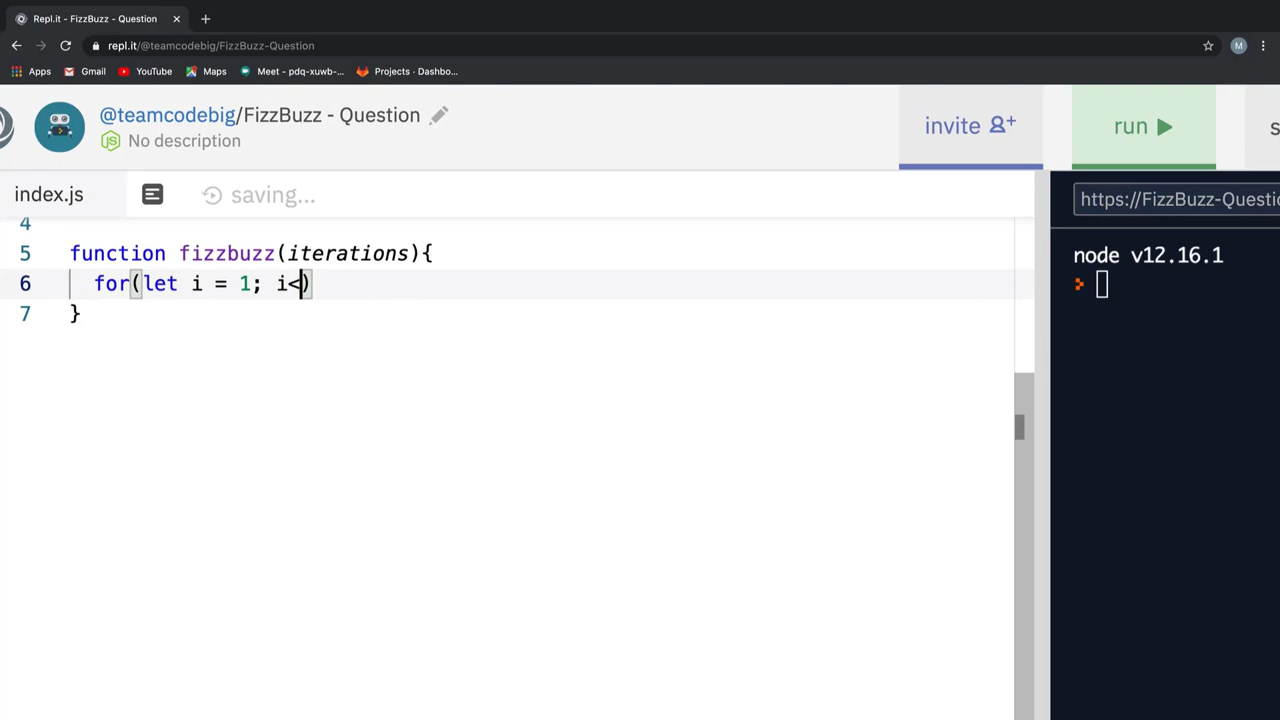 Repl.it - FizzBuzz - Question
repl.it/@teamcodebig/FizzBuzz-Question
M
Apps Gmail YouTube Maps Meet - pdq-xuwb-... Projects · Dashbo...
@teamcodebig/FizzBuzz - Question
No description
invite
run
s
index.js
saving...
https://FizzBuzz-Questio
4
5 function fizzbuzz(iterations){
6 for(let i = 1; i<)
7 }
node v12.16.1